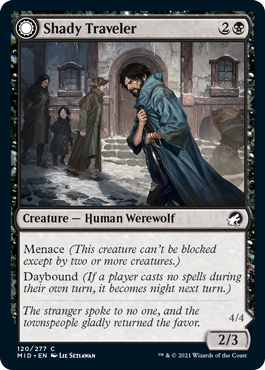 Shady Traveler 2
Creature — Human Werewolf
Menace (This creature can't be blocked
except by two or more creatures.)
Daybound (If a player casts no spells during
their own turn, it becomes night next turn.)
The stranger spoke to no one, and the
townspeople gladly returned the favor.
4/4
2/3
120/277 C
MID • EN Lie Setiawan
™ & © 2021 Wizards of the Coast